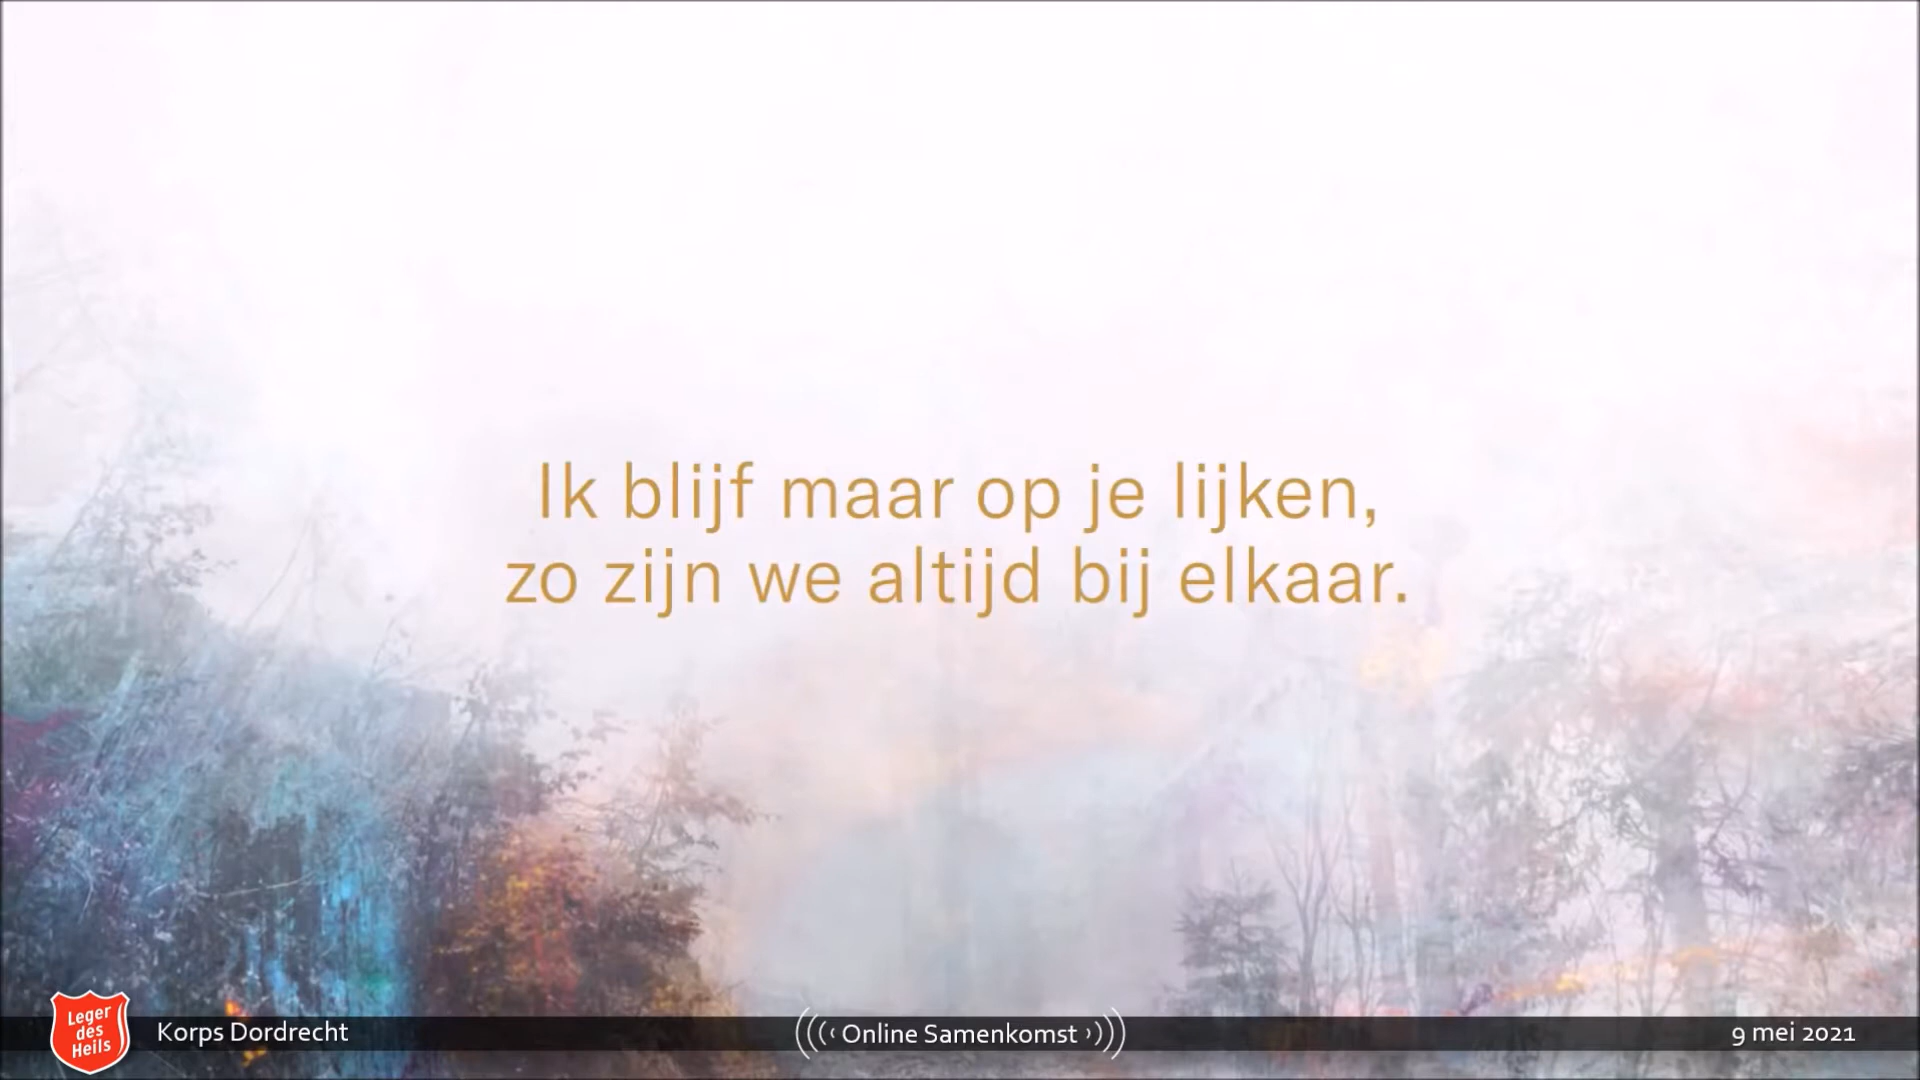 Ik blijf maar op je lijken,
zo zijn we altijd bij elkaar.
Leger
des
Heils
Korps Dordrecht
(((‹ Online Samenkomst ›)))
9 mei 2021